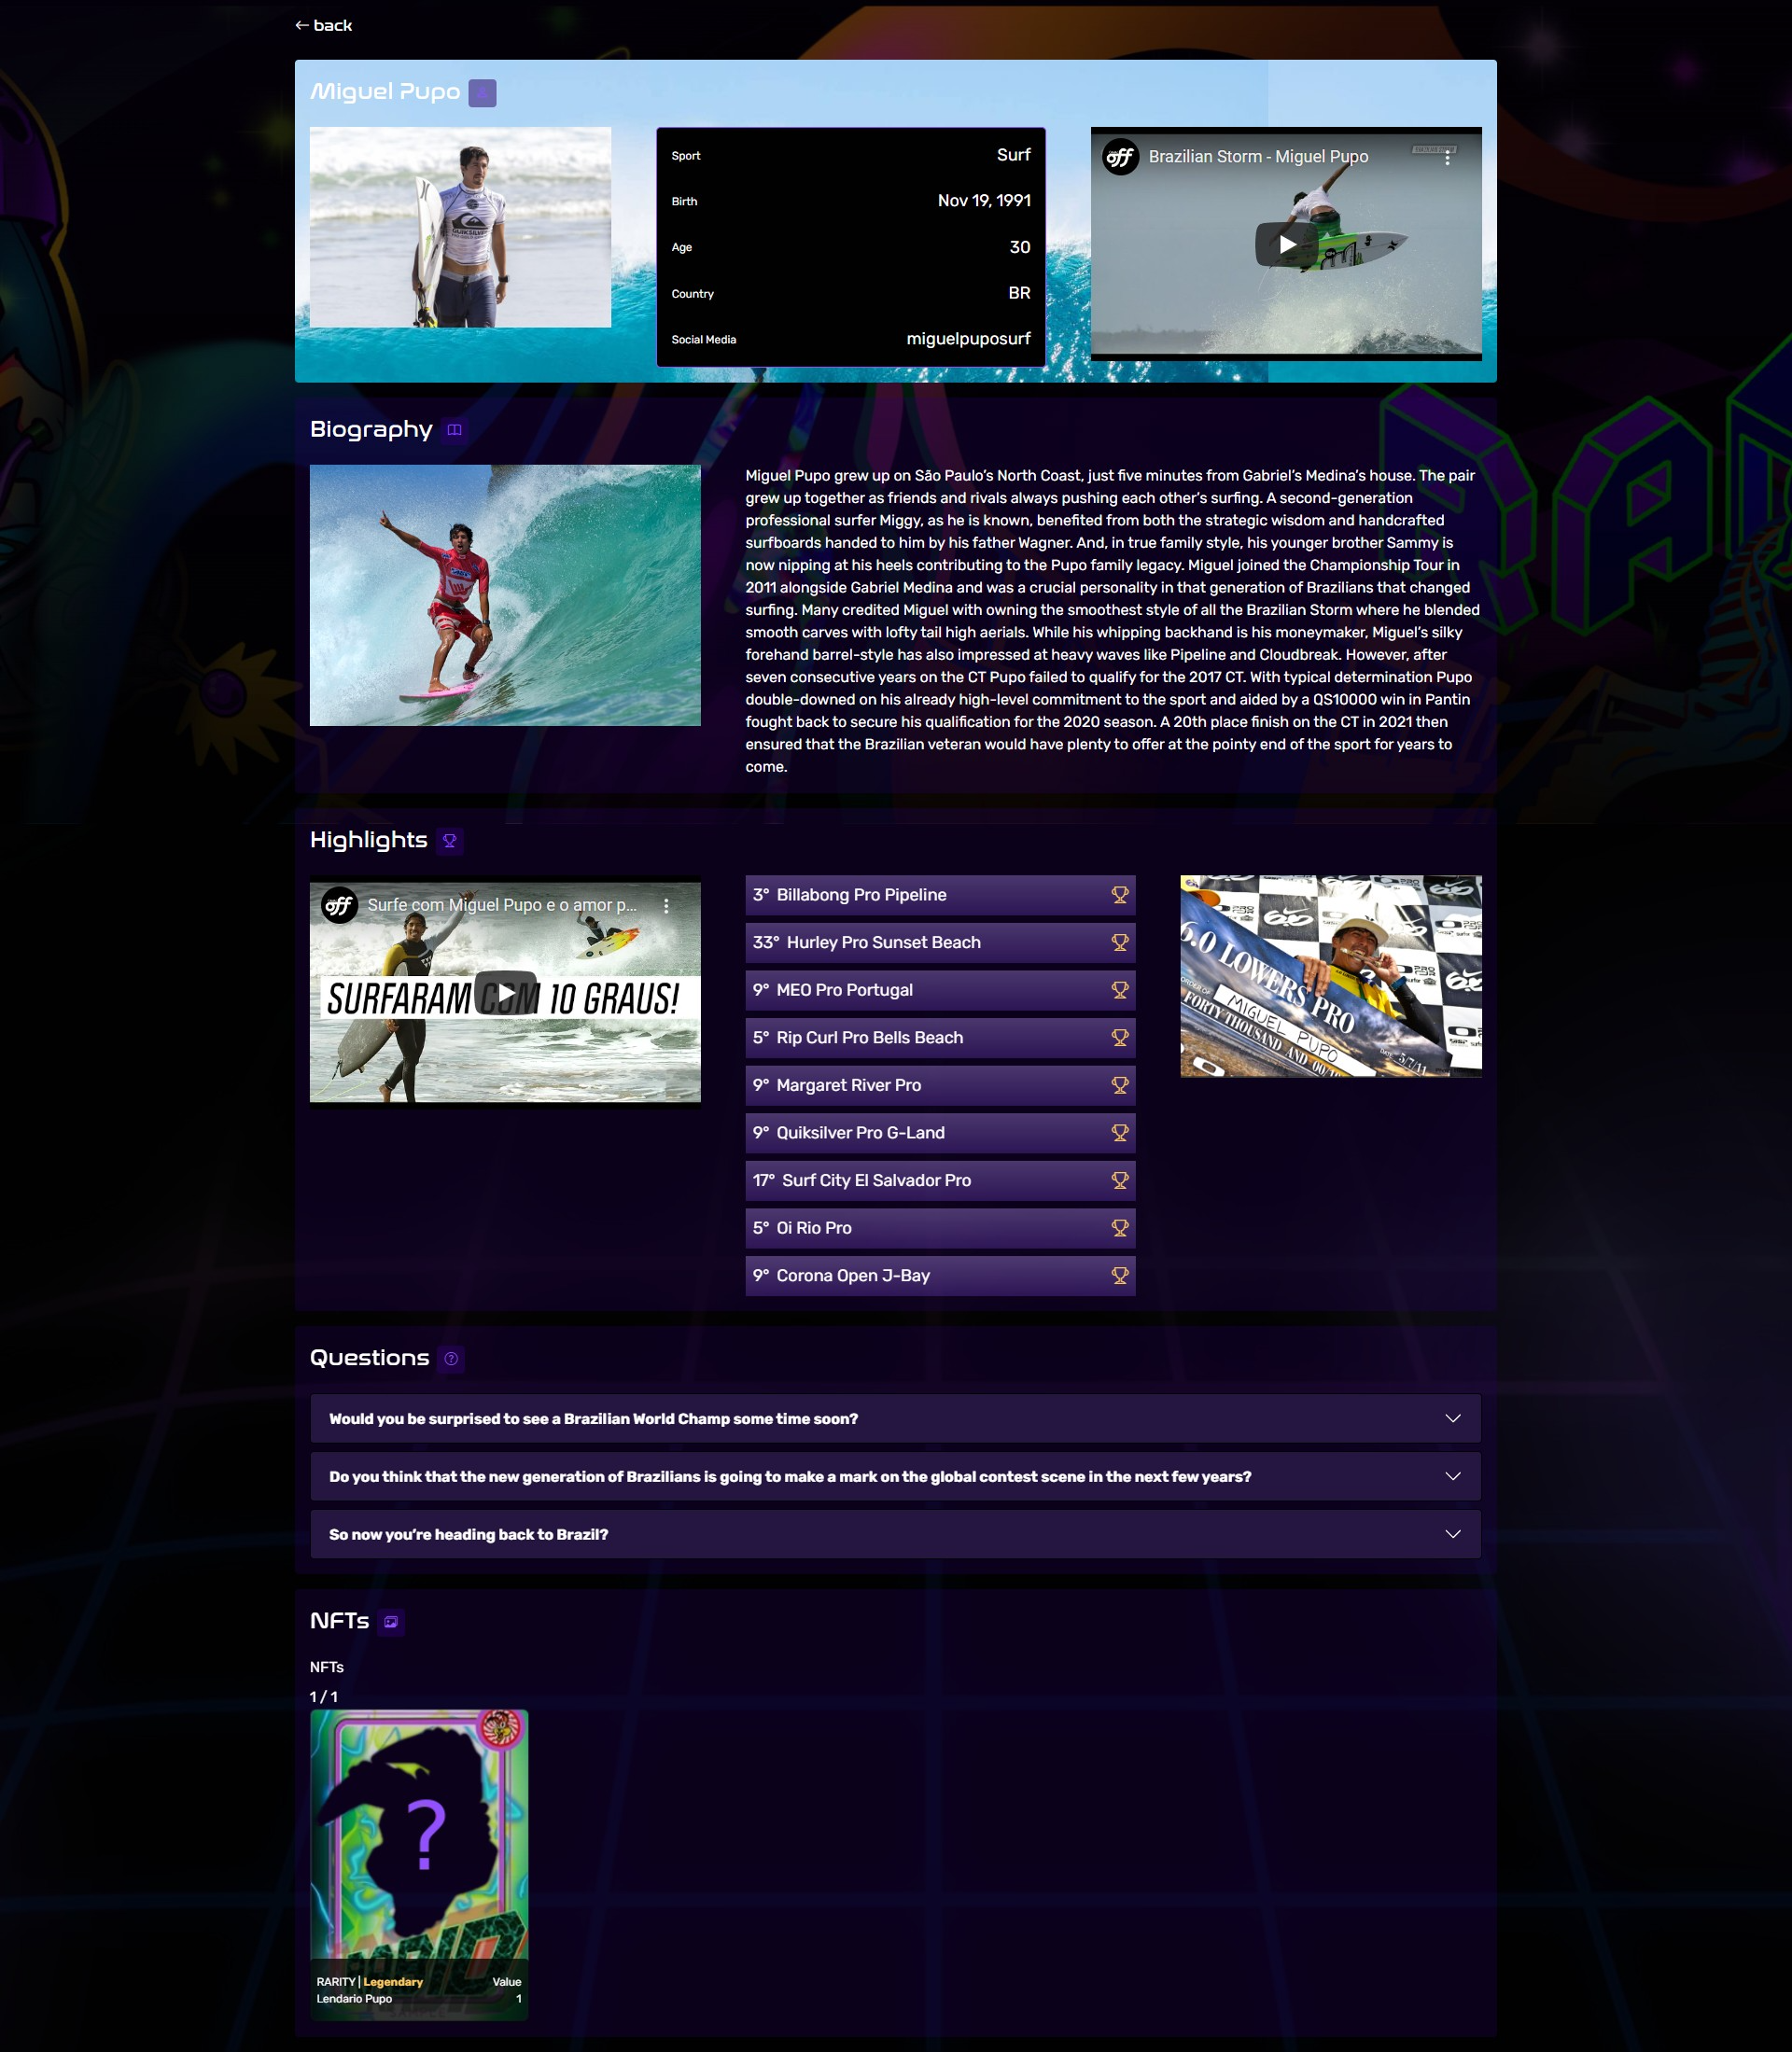 ← back
Miguel Pupo
QUIKSILVER
Sport Surf
Birth Nov 19, 1991
Age 30
Country BR
Social Media miguelpuposurf
off Brazilian Storm - Miguel Pupo
Biography
Miguel Pupo grew up on São Paulo's North Coast, just five minutes from Gabriel's Medina's house. The pair
grew up together as friends and rivals always pushing each other's surfing. A second-generation
professional surfer Miggy, as he is known, benefited from both the strategic wisdom and handcrafted
surfboards handed to him by his father Wagner. And, in true family style, his younger brother Sammy is
now nipping at his heels contributing to the Pupo family legacy. Miguel joined the Championship Tour in
2011 alongside Gabriel Medina and was a crucial personality in that generation of Brazilians that changed
surfing. Many credited Miguel with owning the smoothest style of all the Brazilian Storm where he blended
smooth carves with lofty tail high aerials. While his whipping backhand is his moneymaker, Miguel's silky
forehand barrel-style has also impressed at heavy waves like Pipeline and Cloudbreak. However, after
seven consecutive years on the CT Pupo failed to qualify for the 2017 CT. With typical determination Pupo
double-downed on his already high-level commitment to the sport and aided by a QS10000 win in Pantin
fought back to secure his qualification for the 2020 season. A 20th place finish on the CT in 2021 then
ensured that the Brazilian veteran would have plenty to offer at the pointy end of the sport for years to
come.
Highlights
off Surfe com Miguel Pupo e o amor p...
SURFARAM COM 10 GRAUS!
3° Billabong Pro Pipeline
33° Hurley Pro Sunset Beach
9° MEO Pro Portugal
5° Rip Curl Pro Bells Beach
9° Margaret River Pro
9° Quiksilver Pro G-Land
17° Surf City El Salvador Pro
5° Oi Rio Pro
9° Corona Open J-Bay
6.0 LOWERS PRO
MIGUEL PUPO
FORTY THOUSAND AND 00/10
5/7/11
Questions
Would you be surprised to see a Brazilian World Champ some time soon?
Do you think that the new generation of Brazilians is going to make a mark on the global contest scene in the next few years?
So now you're heading back to Brazil?
NFTs
NFTs
1 / 1
?
RARITY | Legendary Value
Lendario Pupo 1